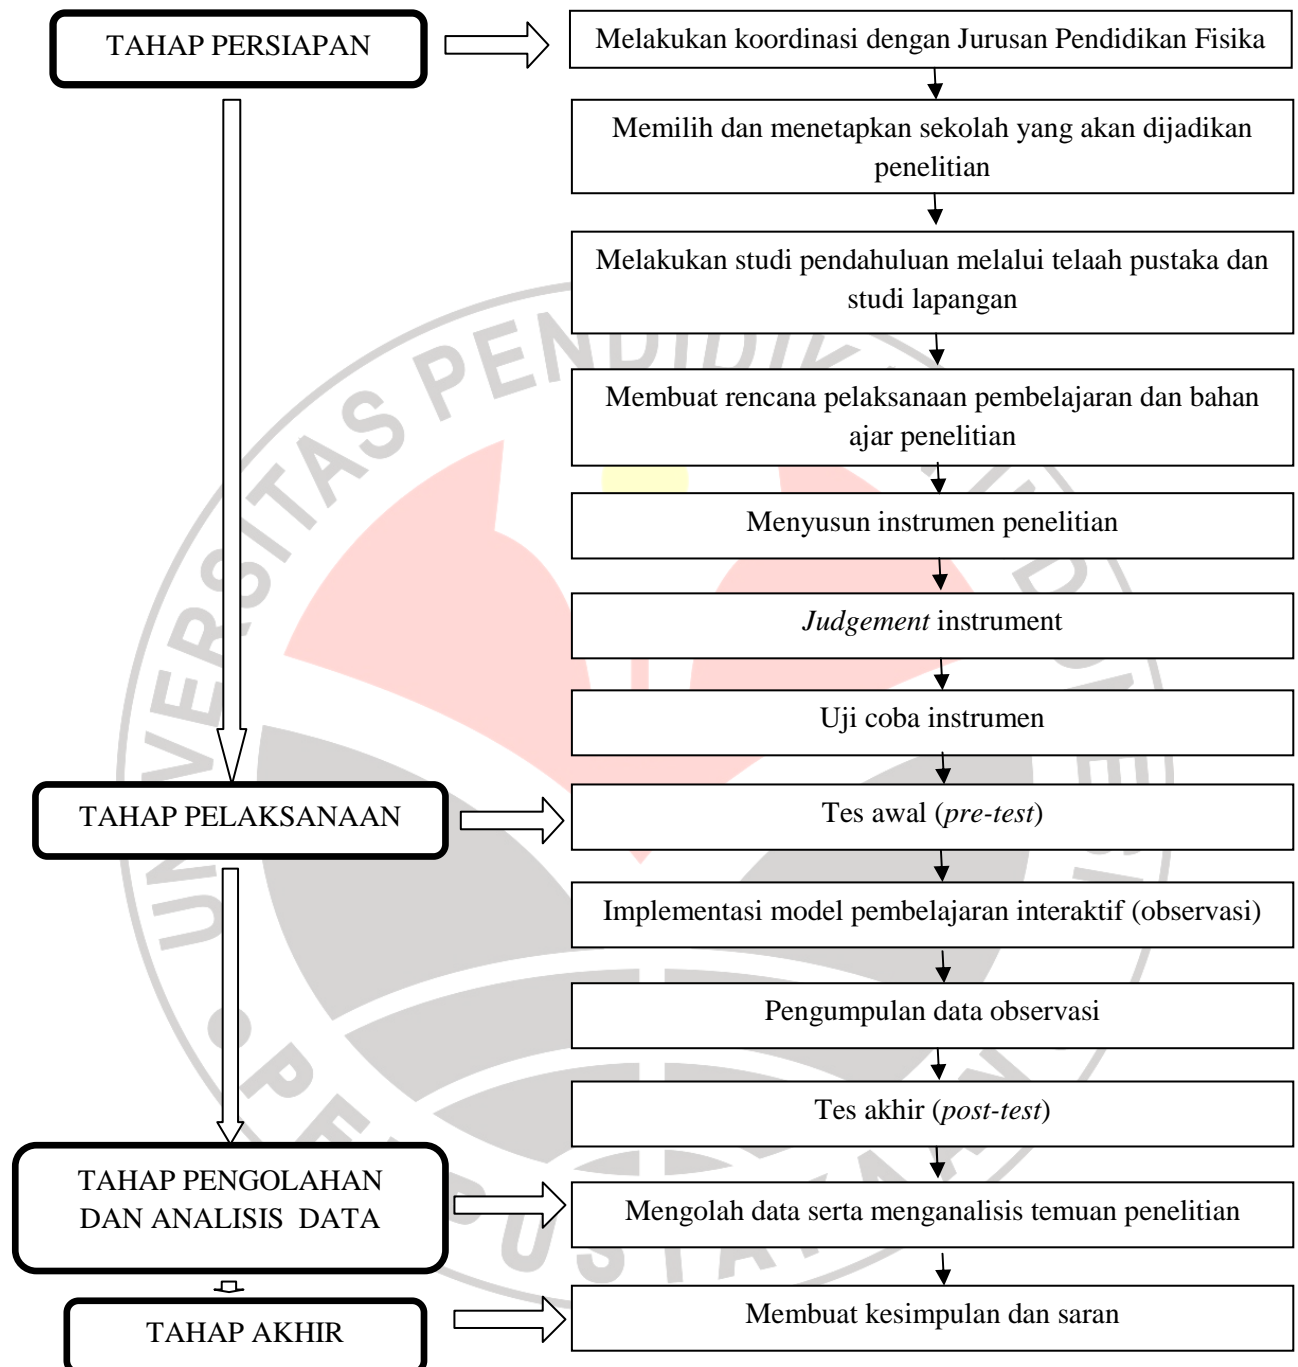 TAHAP PERSIAPAN
Melakukan koordinasi dengan Jurusan Pendidikan Fisika
Memilih dan menetapkan sekolah yang akan dijadikan
penelitian
Melakukan studi pendahuluan melalui telaah pustaka dan
studi lapangan
Membuat rencana pelaksanaan pembelajaran dan bahan
ajar penelitian
Menyusun instrumen penelitian
Judgement instrument
Uji coba instrumen
TAHAP PELAKSANAAN
Tes awal (pre-test)
Implementasi model pembelajaran interaktif (observasi)
Pengumpulan data observasi
Tes akhir (post-test)
TAHAP PENGOLAHAN
DAN ANALISIS  DATA
Mengolah data serta menganalisis temuan penelitian
TAHAP AKHIR
Membuat kesimpulan dan saran